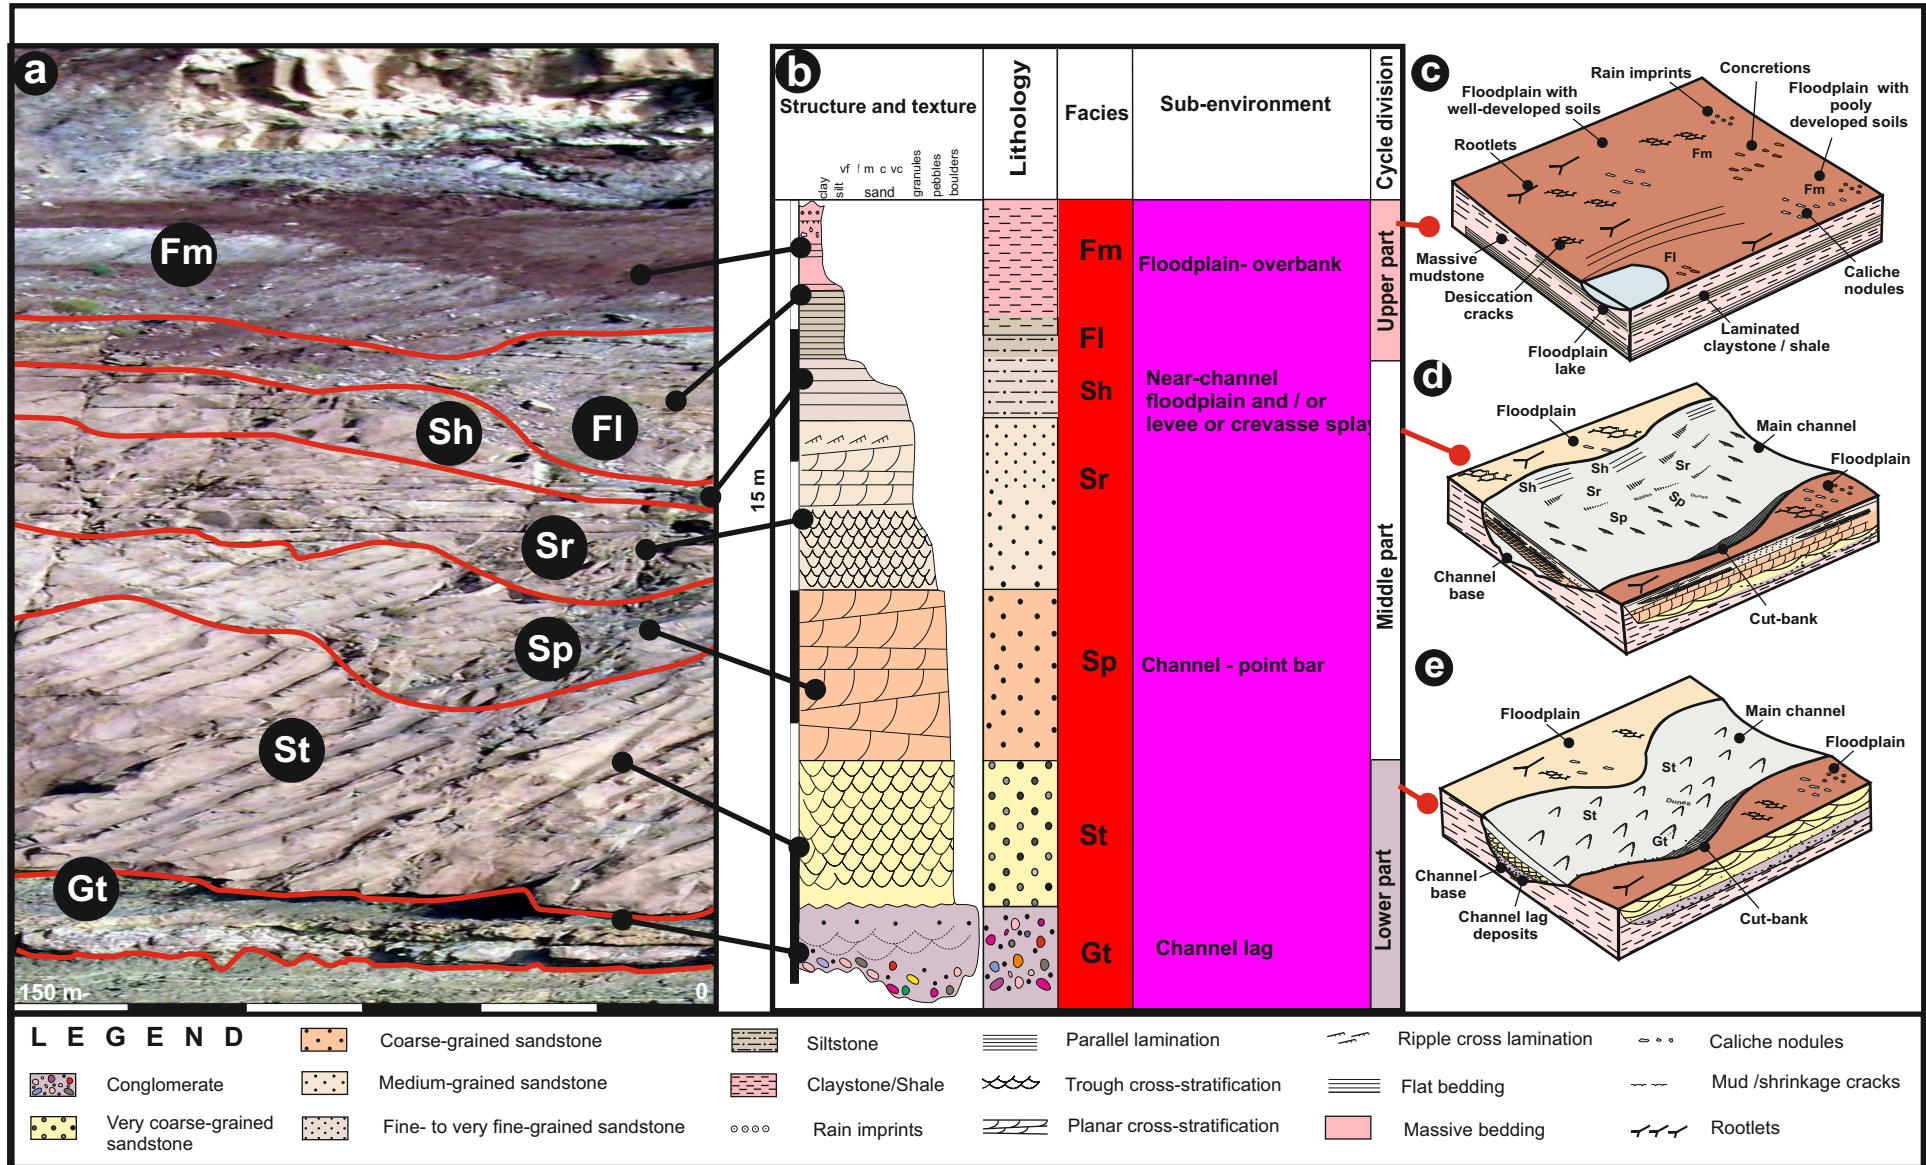 a
Fm
Sh
Fl
Sr
Sp
St
Gt
150 m
0
b
Structure and texture
clay
silt
vf f m c vc
sand
granules
pebbles
boulders
Lithology
Facies
Sub-environment
Cycle division
15 m
Fm
Floodplain- overbank
Fl
Sh
Near-channel
floodplain and / or
levee or crevasse splay
Sr
Sp
Channel - point bar
St
Gt
Channel lag
Upper part
Middle part
Lower part
c
Rain imprints
Concretions
Floodplain with
well-developed soils
Floodplain with
pooly
developed soils
Rootlets
Fm
Fm
Fl
Massive
mudstone
Desiccation
cracks
Floodplain
lake
Caliche
nodules
Laminated
claystone / shale
d
Floodplain
Main channel
Floodplain
Sh
Sr
Sh
Sr
Ripples
Sp
Dunes
Sp
Channel
base
Cut-bank
e
Floodplain
Main channel
Floodplain
St
Dunes
St
Gt
Channel
base
Channel lag
deposits
Cut-bank
LEGEND
Conglomerate
Very coarse-grained
sandstone
Coarse-grained sandstone
Medium-grained sandstone
Fine- to very fine-grained sandstone
Siltstone
Claystone/Shale
Rain imprints
Parallel lamination
Trough cross-stratification
Planar cross-stratification
Ripple cross lamination
Flat bedding
Massive bedding
Caliche nodules
Mud /shrinkage cracks
Rootlets